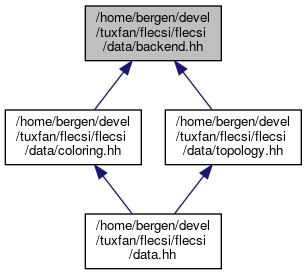 /home/bergen/devel
/tuxfan/flecsi/flecsi
/data/backend.hh
/home/bergen/devel
/tuxfan/flecsi/flecsi
/data/coloring.hh
/home/bergen/devel
/tuxfan/flecsi/flecsi
/data/topology.hh
/home/bergen/devel
/tuxfan/flecsi/flecsi
/data.hh